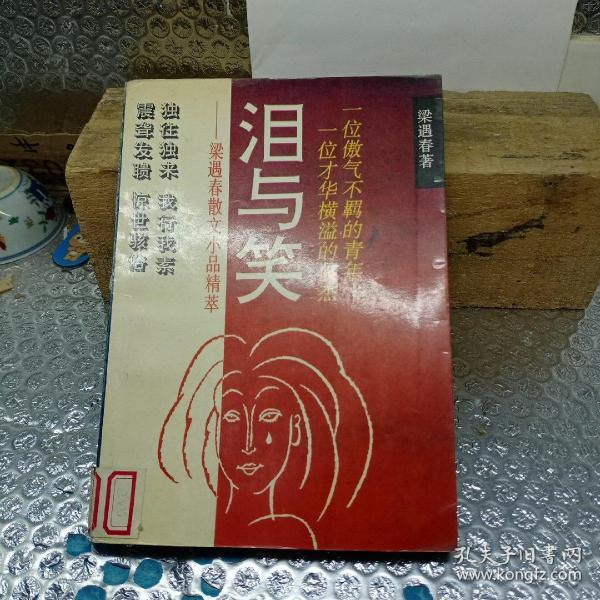 梁遇春著
一位傲气不羁的青年
一位才华横溢的
泪与笑
——梁遇春散文小品精萃
独往独来 我行我素
震聋发聩 惊世骇俗
孔夫子旧书网
www.kongfz.com